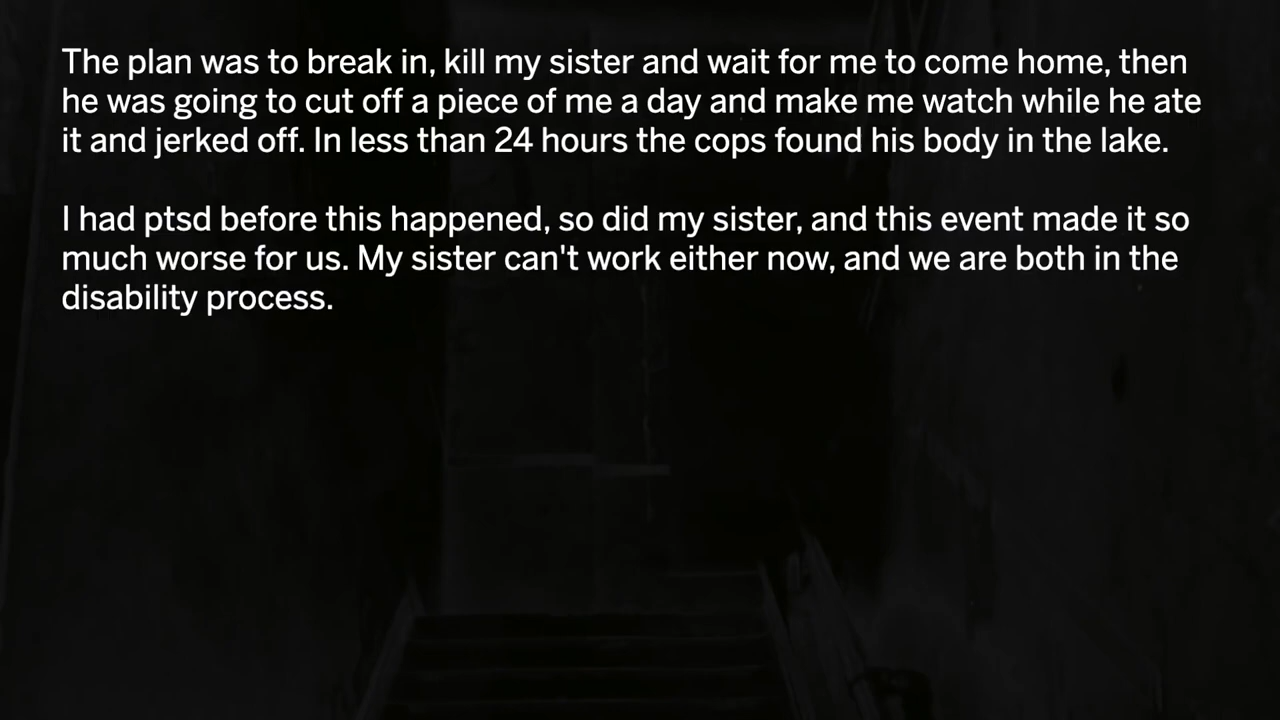 The plan was to break in, kill my sister and wait for me to come home, then
he was going to cut off a piece of me a day and make me watch while he ate
it and jerked off. In less than 24 hours the cops found his body in the lake.
I had ptsd before this happened, so did my sister, and this event made it so
much worse for us. My sister can't work either now, and we are both in the
disability process.